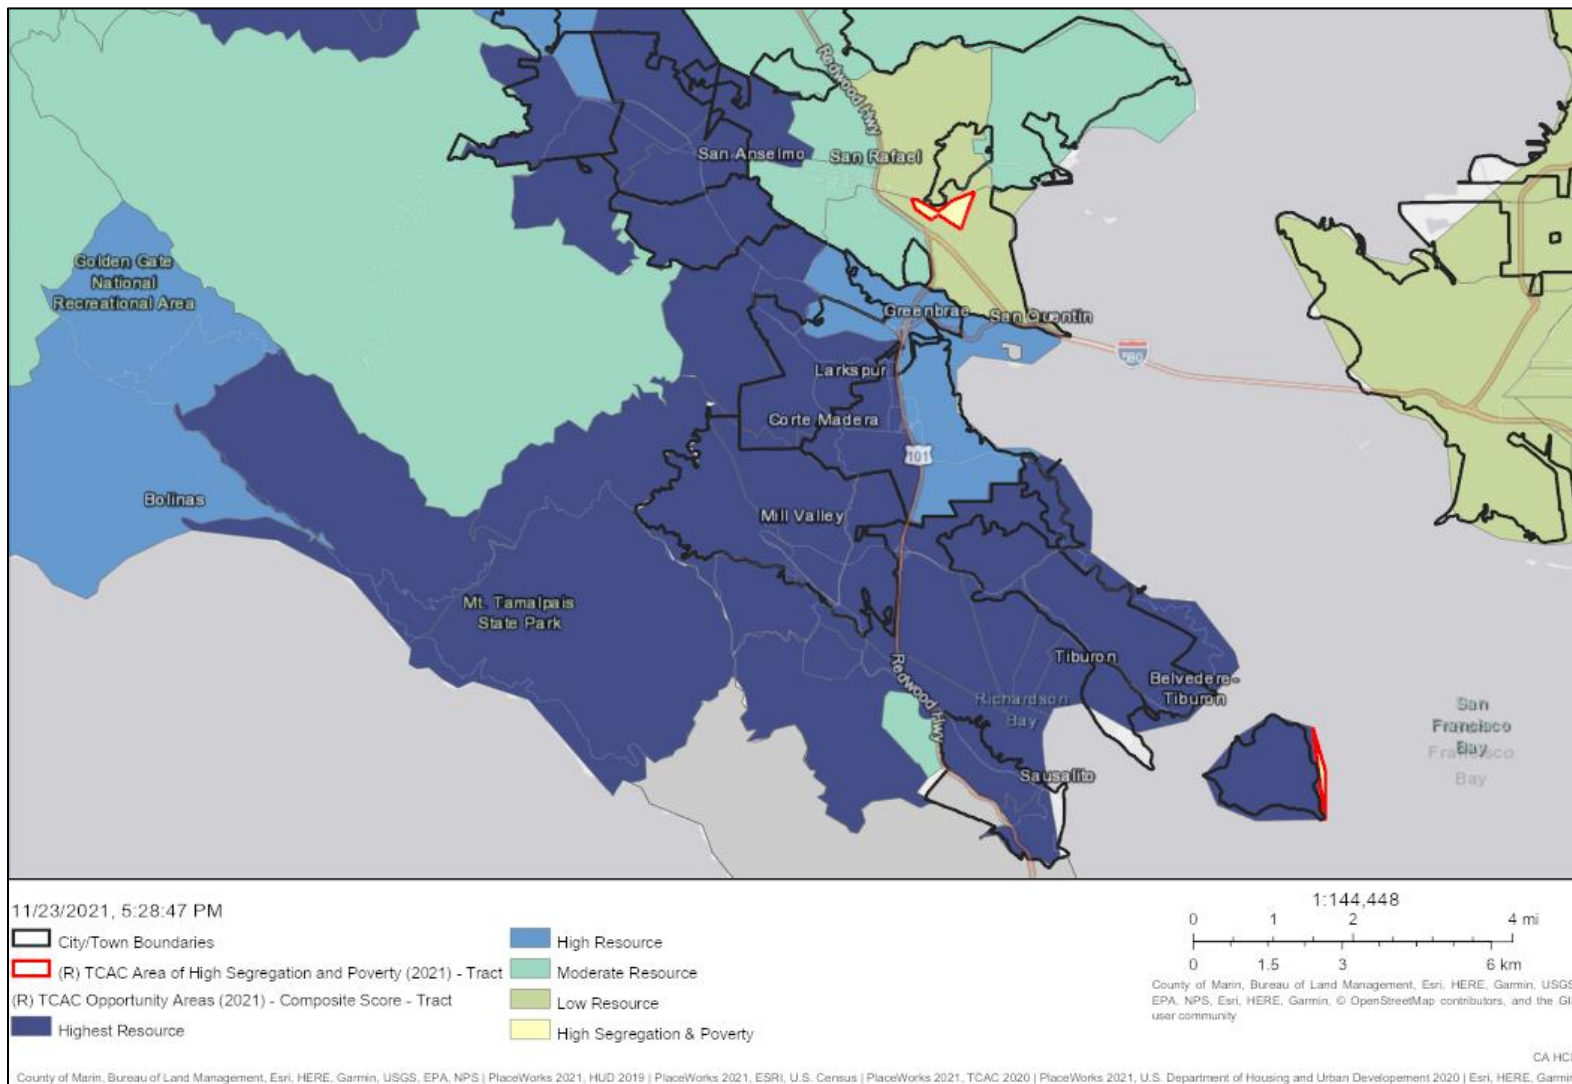 Redwood Hwy
San Anselmo
San Rafael
Golden Gate
National
Recreational Area
Greenbrae
San Quentin
580
Larkspur
Corte Madera
101
Bolinas
Mill Valley
Mt. Tamalpais
State Park
Redwood Hwy
Tiburon
Belvedere-
Tiburon
Richardson
Bay
San
Francisco
Bay
Francisco
Bay
Sausalito
11/23/2021, 5:28:47 PM
City/Town Boundaries
(R) TCAC Area of High Segregation and Poverty (2021) - Tract
(R) TCAC Opportunity Areas (2021) - Composite Score - Tract
Highest Resource
High Resource
Moderate Resource
Low Resource
High Segregation & Poverty
1:144,448
0 1 2 4 mi
0 1.5 3 6 km
County of Marin, Bureau of Land Management, Esri, HERE, Garmin, USGS,
EPA, NPS, Esri, HERE, Garmin, © OpenStreetMap contributors, and the GI
user community
CA HC
County of Marin, Bureau of Land Management, Esri, HERE, Garmin, USGS, EPA, NPS | PlaceWorks 2021, HUD 2019 | PlaceWorks 2021, ESRI, U.S. Census | PlaceWorks 2021, TCAC 2020 | PlaceWorks 2021, U.S. Department of Housing and Urban Developement 2020 | Esri, HERE, Garmin